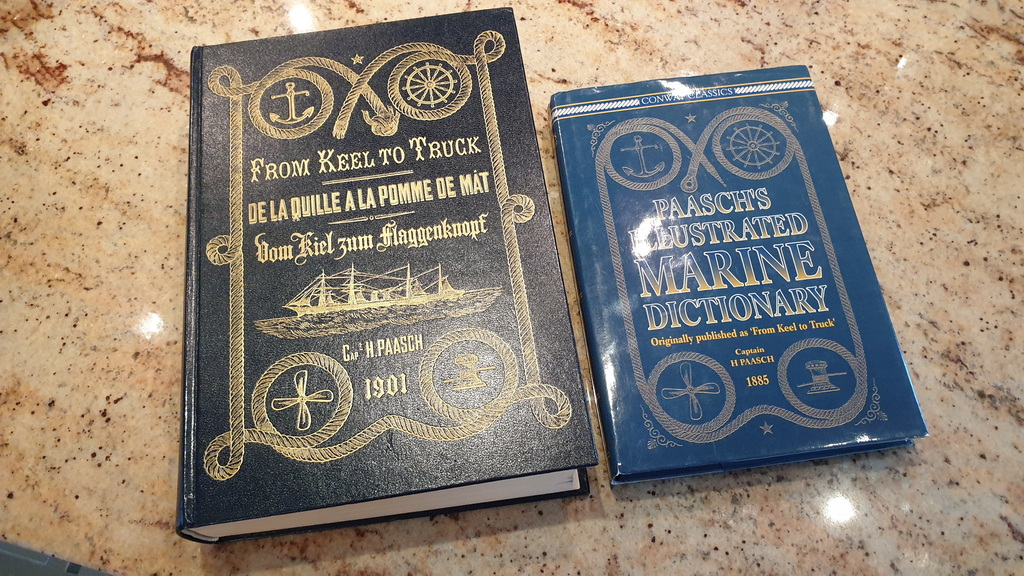 FROM KEEL TO TRUCK
DE LA QUILLE A LA POMME DE MÂT
Vom Kiel zum Flaggenknopf
CAP.ᵗ H. PAASCH
1901
CONWAY CLASSICS
PAASCH'S
ILLUSTRATED
MARINE
DICTIONARY
Originally published as 'From Keel to Truck'
Captain
H PAASCH
1885